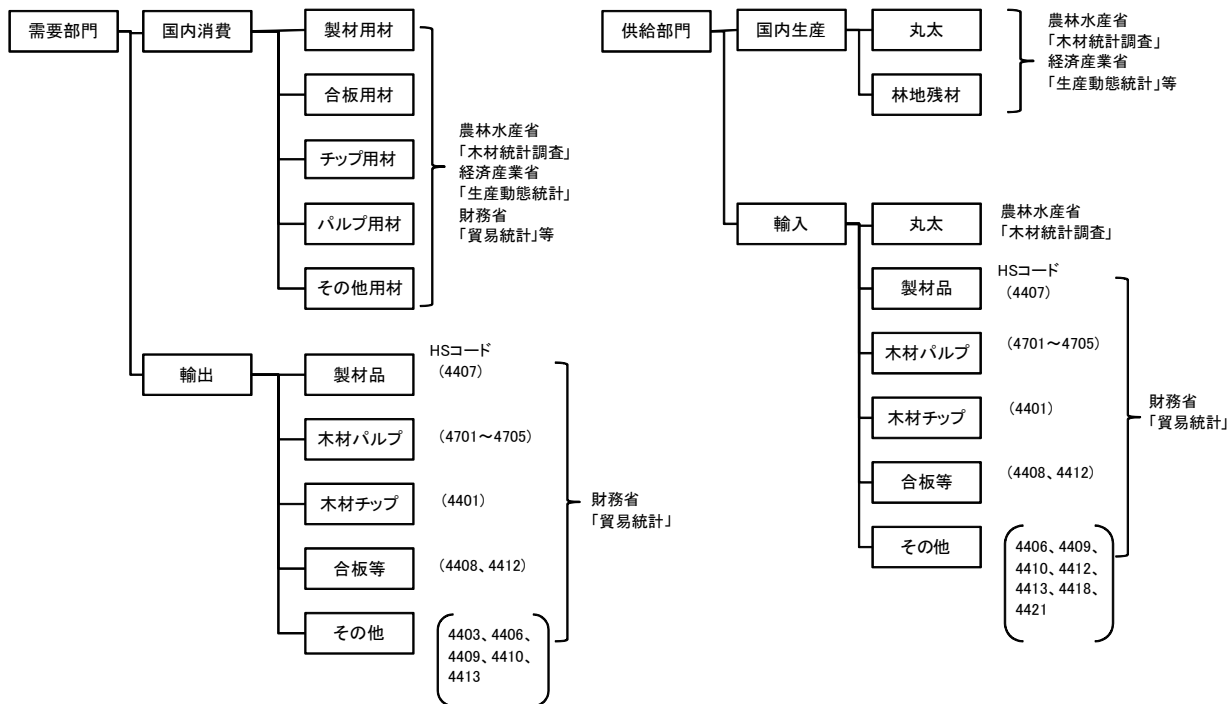 需要部門
国内消費
製材用材
合板用材
チップ用材
パルプ用材
その他用材
農林水産省
「木材統計調査」
経済産業省
「生産動態統計」
財務省
「貿易統計」等
輸出
HSコード
製材品
(4407)
木材パルプ
(4701~4705)
木材チップ
(4401)
合板等
(4408、4412)
その他
4403、4406、
4409、4410、
4413
財務省
「貿易統計」
供給部門
国内生産
丸太
林地残材
農林水産省
「木材統計調査」
経済産業省
「生産動態統計」等
輸入
丸太
農林水産省
「木材統計調査」
HSコード
製材品
(4407)
木材パルプ
(4701~4705)
木材チップ
(4401)
合板等
(4408、4412)
その他
4406、4409、
4410、4412、
4413、4418、
4421
財務省
「貿易統計」